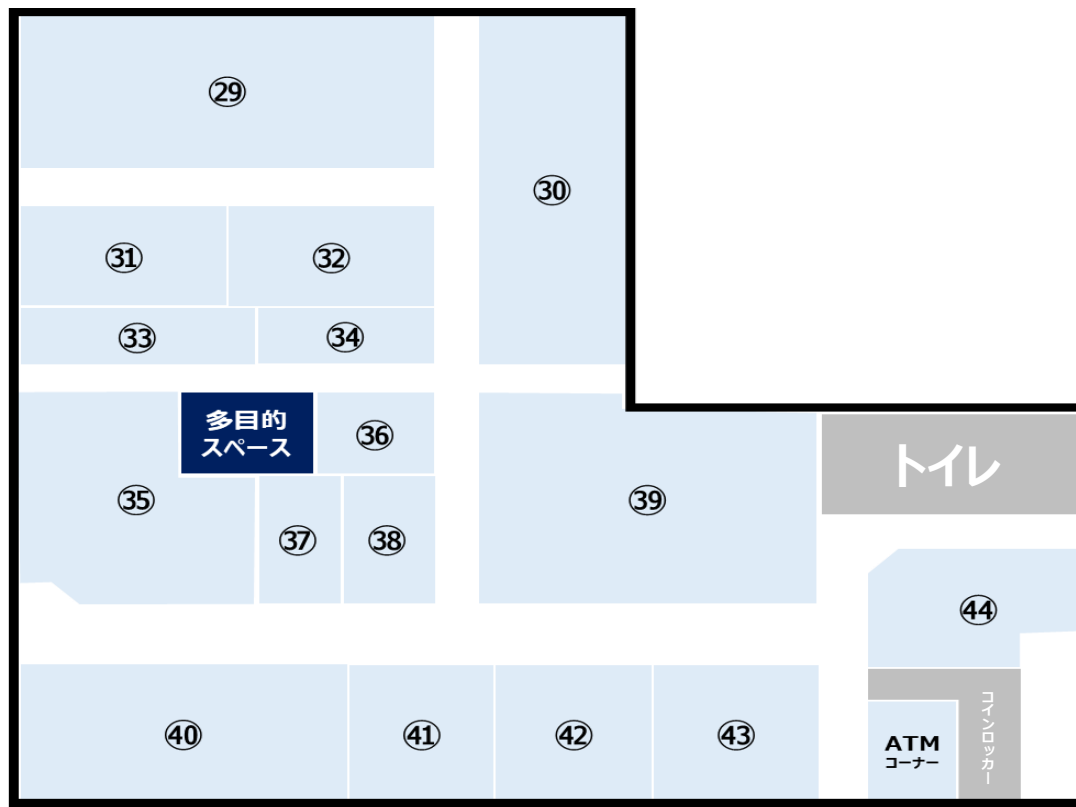 ㉙
㉚
㉛
㉜
㉝
㉞
多目的
スペース
㊱
㉟
㊲
㊳
㊴
トイレ
㊹
㊵
㊶
㊷
㊸
ATM
コーナー
コインロッカー